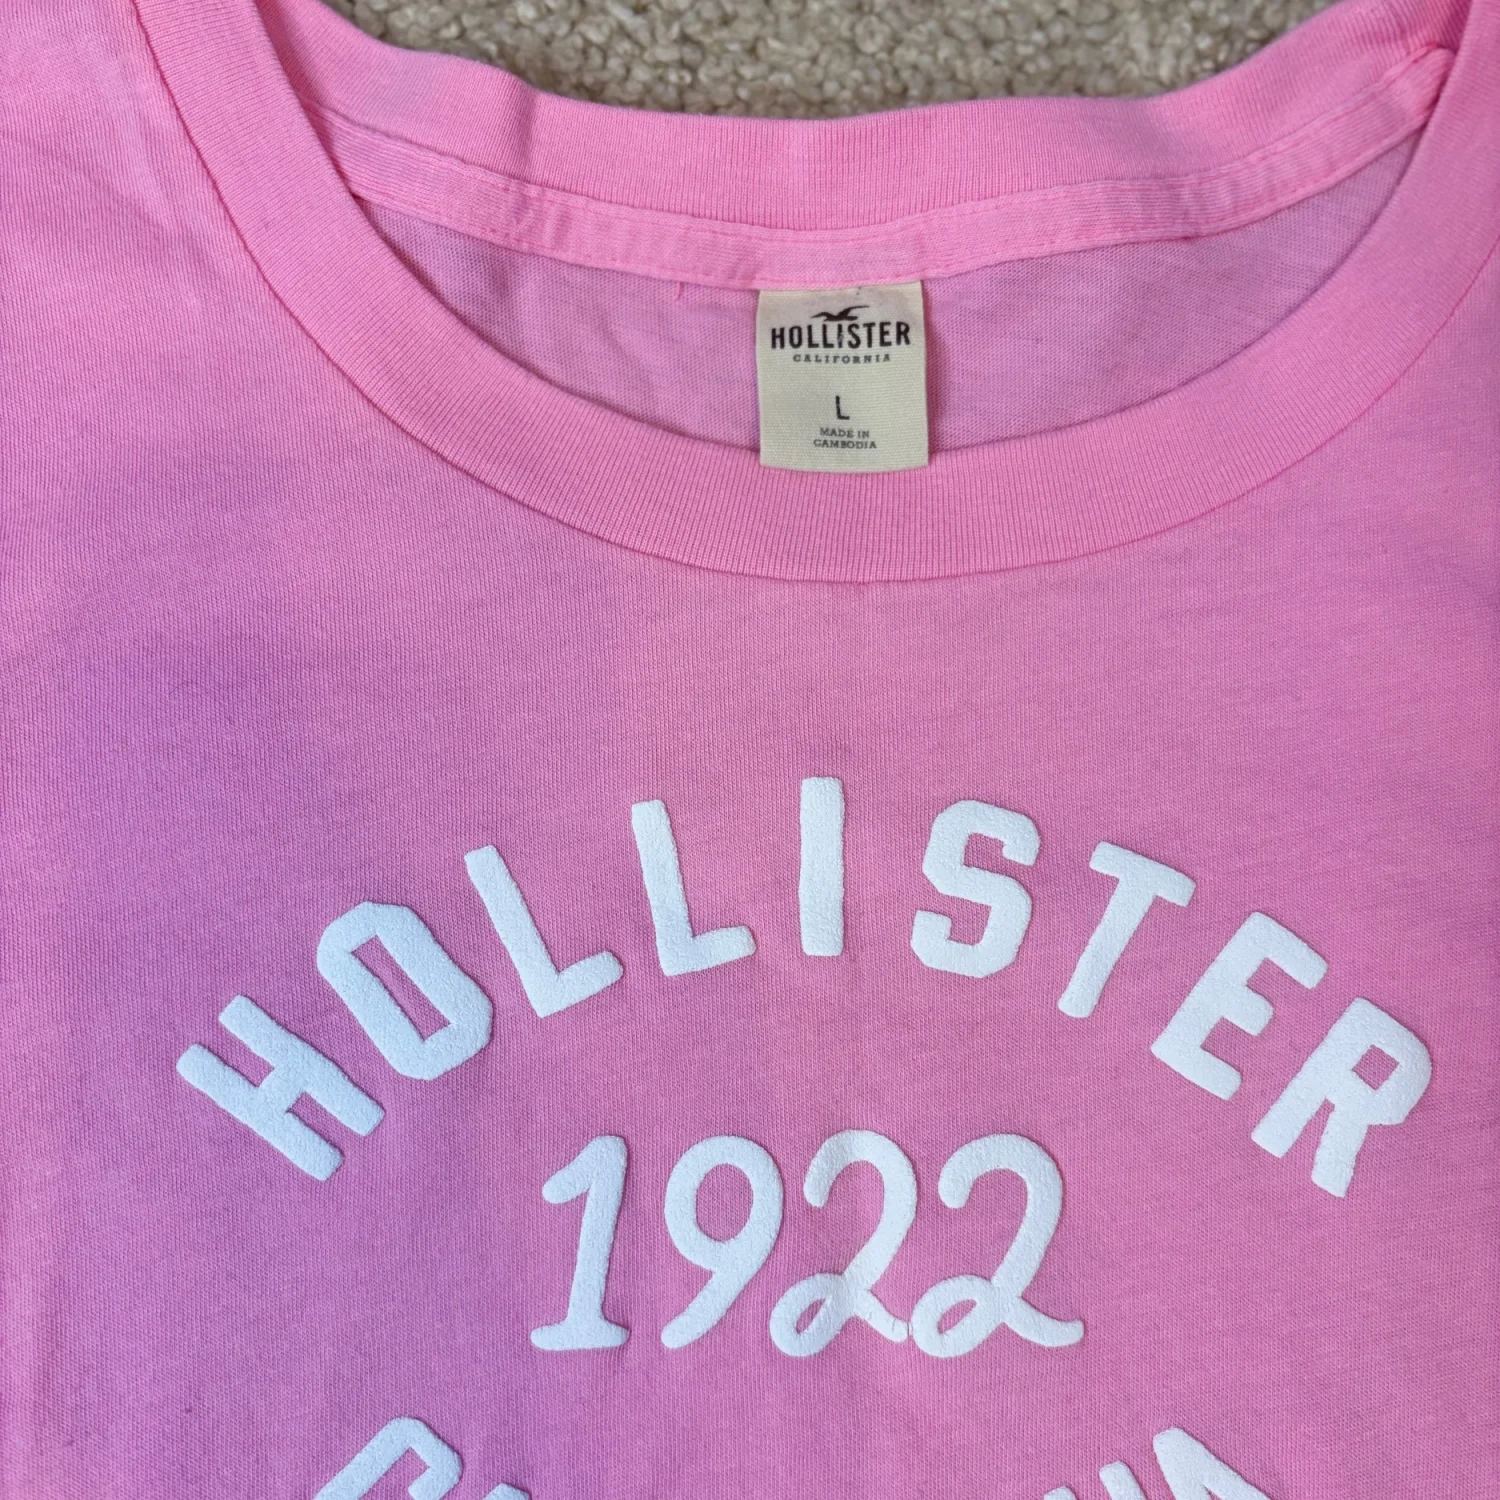 HOLLISTER
CALIFORNIA
L
MADE IN
CAMBODIA
HOLLISTER
1922